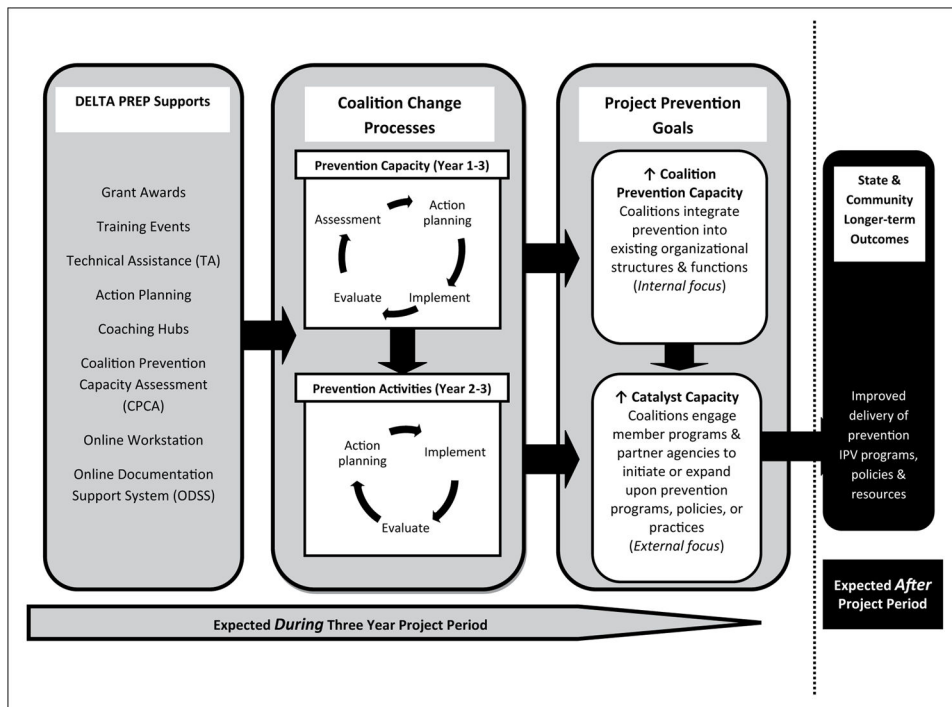 DELTA PREP Supports
Grant Awards
Training Events
Technical Assistance (TA)
Action Planning
Coaching Hubs
Coalition Prevention
Capacity Assessment
(CPCA)
Online Workstation
Online Documentation
Support System (ODSS)
Coalition Change
Processes
Prevention Capacity (Year 1-3)
Assessment
Action
planning
Evaluate
Implement
Prevention Activities (Year 2-3)
Action
planning
Implement
Evaluate
Project Prevention
Goals
↑ Coalition
Prevention Capacity
Coalitions integrate
prevention into
existing organizational
structures & functions
(Internal focus)
↑ Catalyst Capacity
Coalitions engage
member programs &
partner agencies to
initiate or expand
upon prevention
programs, policies, or
practices
(External focus)
State &
Community
Longer-term
Outcomes
Improved
delivery of
prevention
IPV programs,
policies &
resources
Expected During Three Year Project Period
Expected After
Project Period